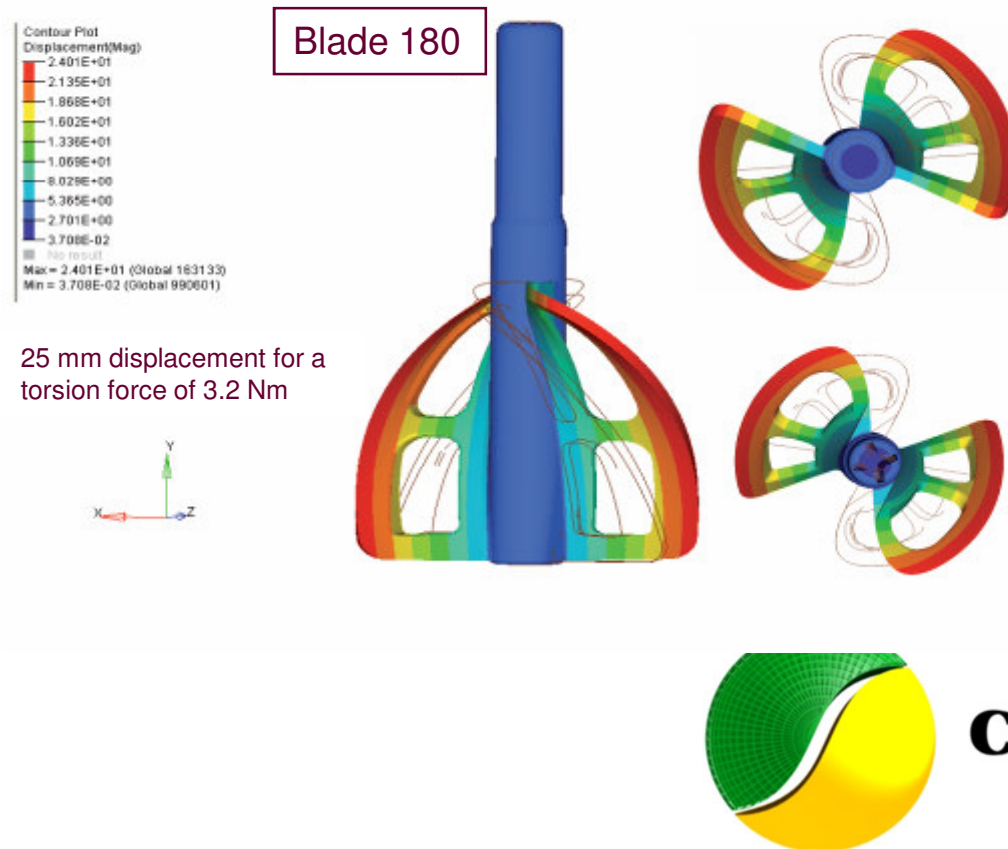 Contour Plot
Displacement(Mag)
2.401E+01
2.135E+01
1.868E+01
1.602E+01
1.336E+01
1.069E+01
8.029E+00
5.365E+00
2.701E+00
3.708E-02
No result
Max = 2.401E+01 (Global 163133)
Min = 3.708E-02 (Global 990601)
Blade 180
25 mm displacement for a
torsion force of 3.2 Nm
Y
X
Z
c